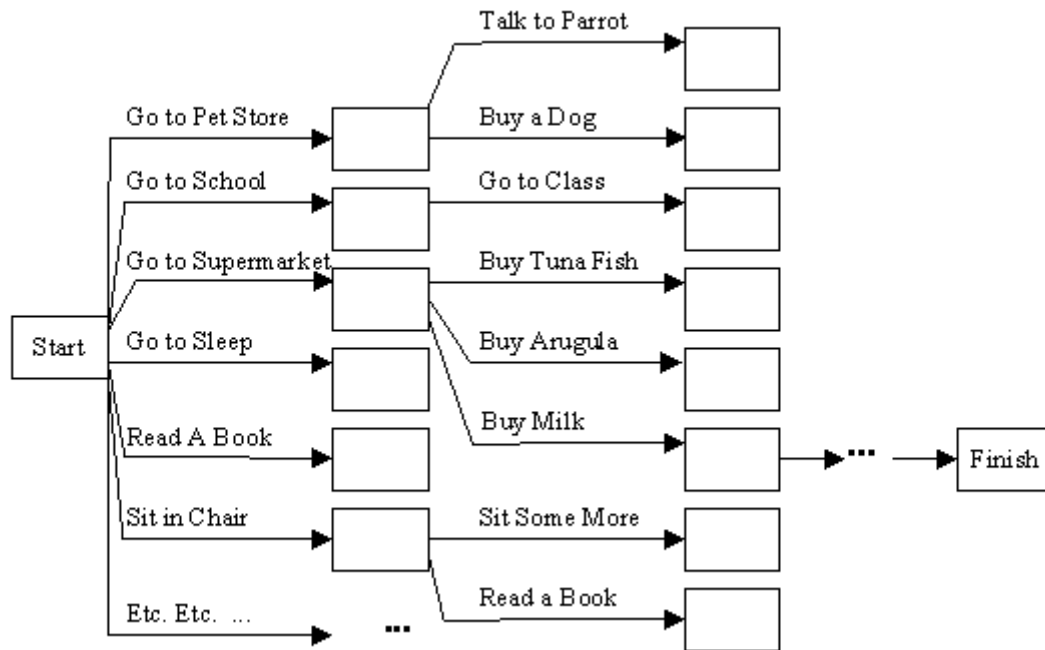 Talk to Parrot
Go to Pet Store
Buy a Dog
Go to School
Go to Class
Go to Supermarket
Buy Tuna Fish
Start
Go to Sleep
Buy Arugula
Read A Book
Buy Milk
...
Finish
Sit in Chair
Sit Some More
Etc. Etc. ...
...
Read a Book